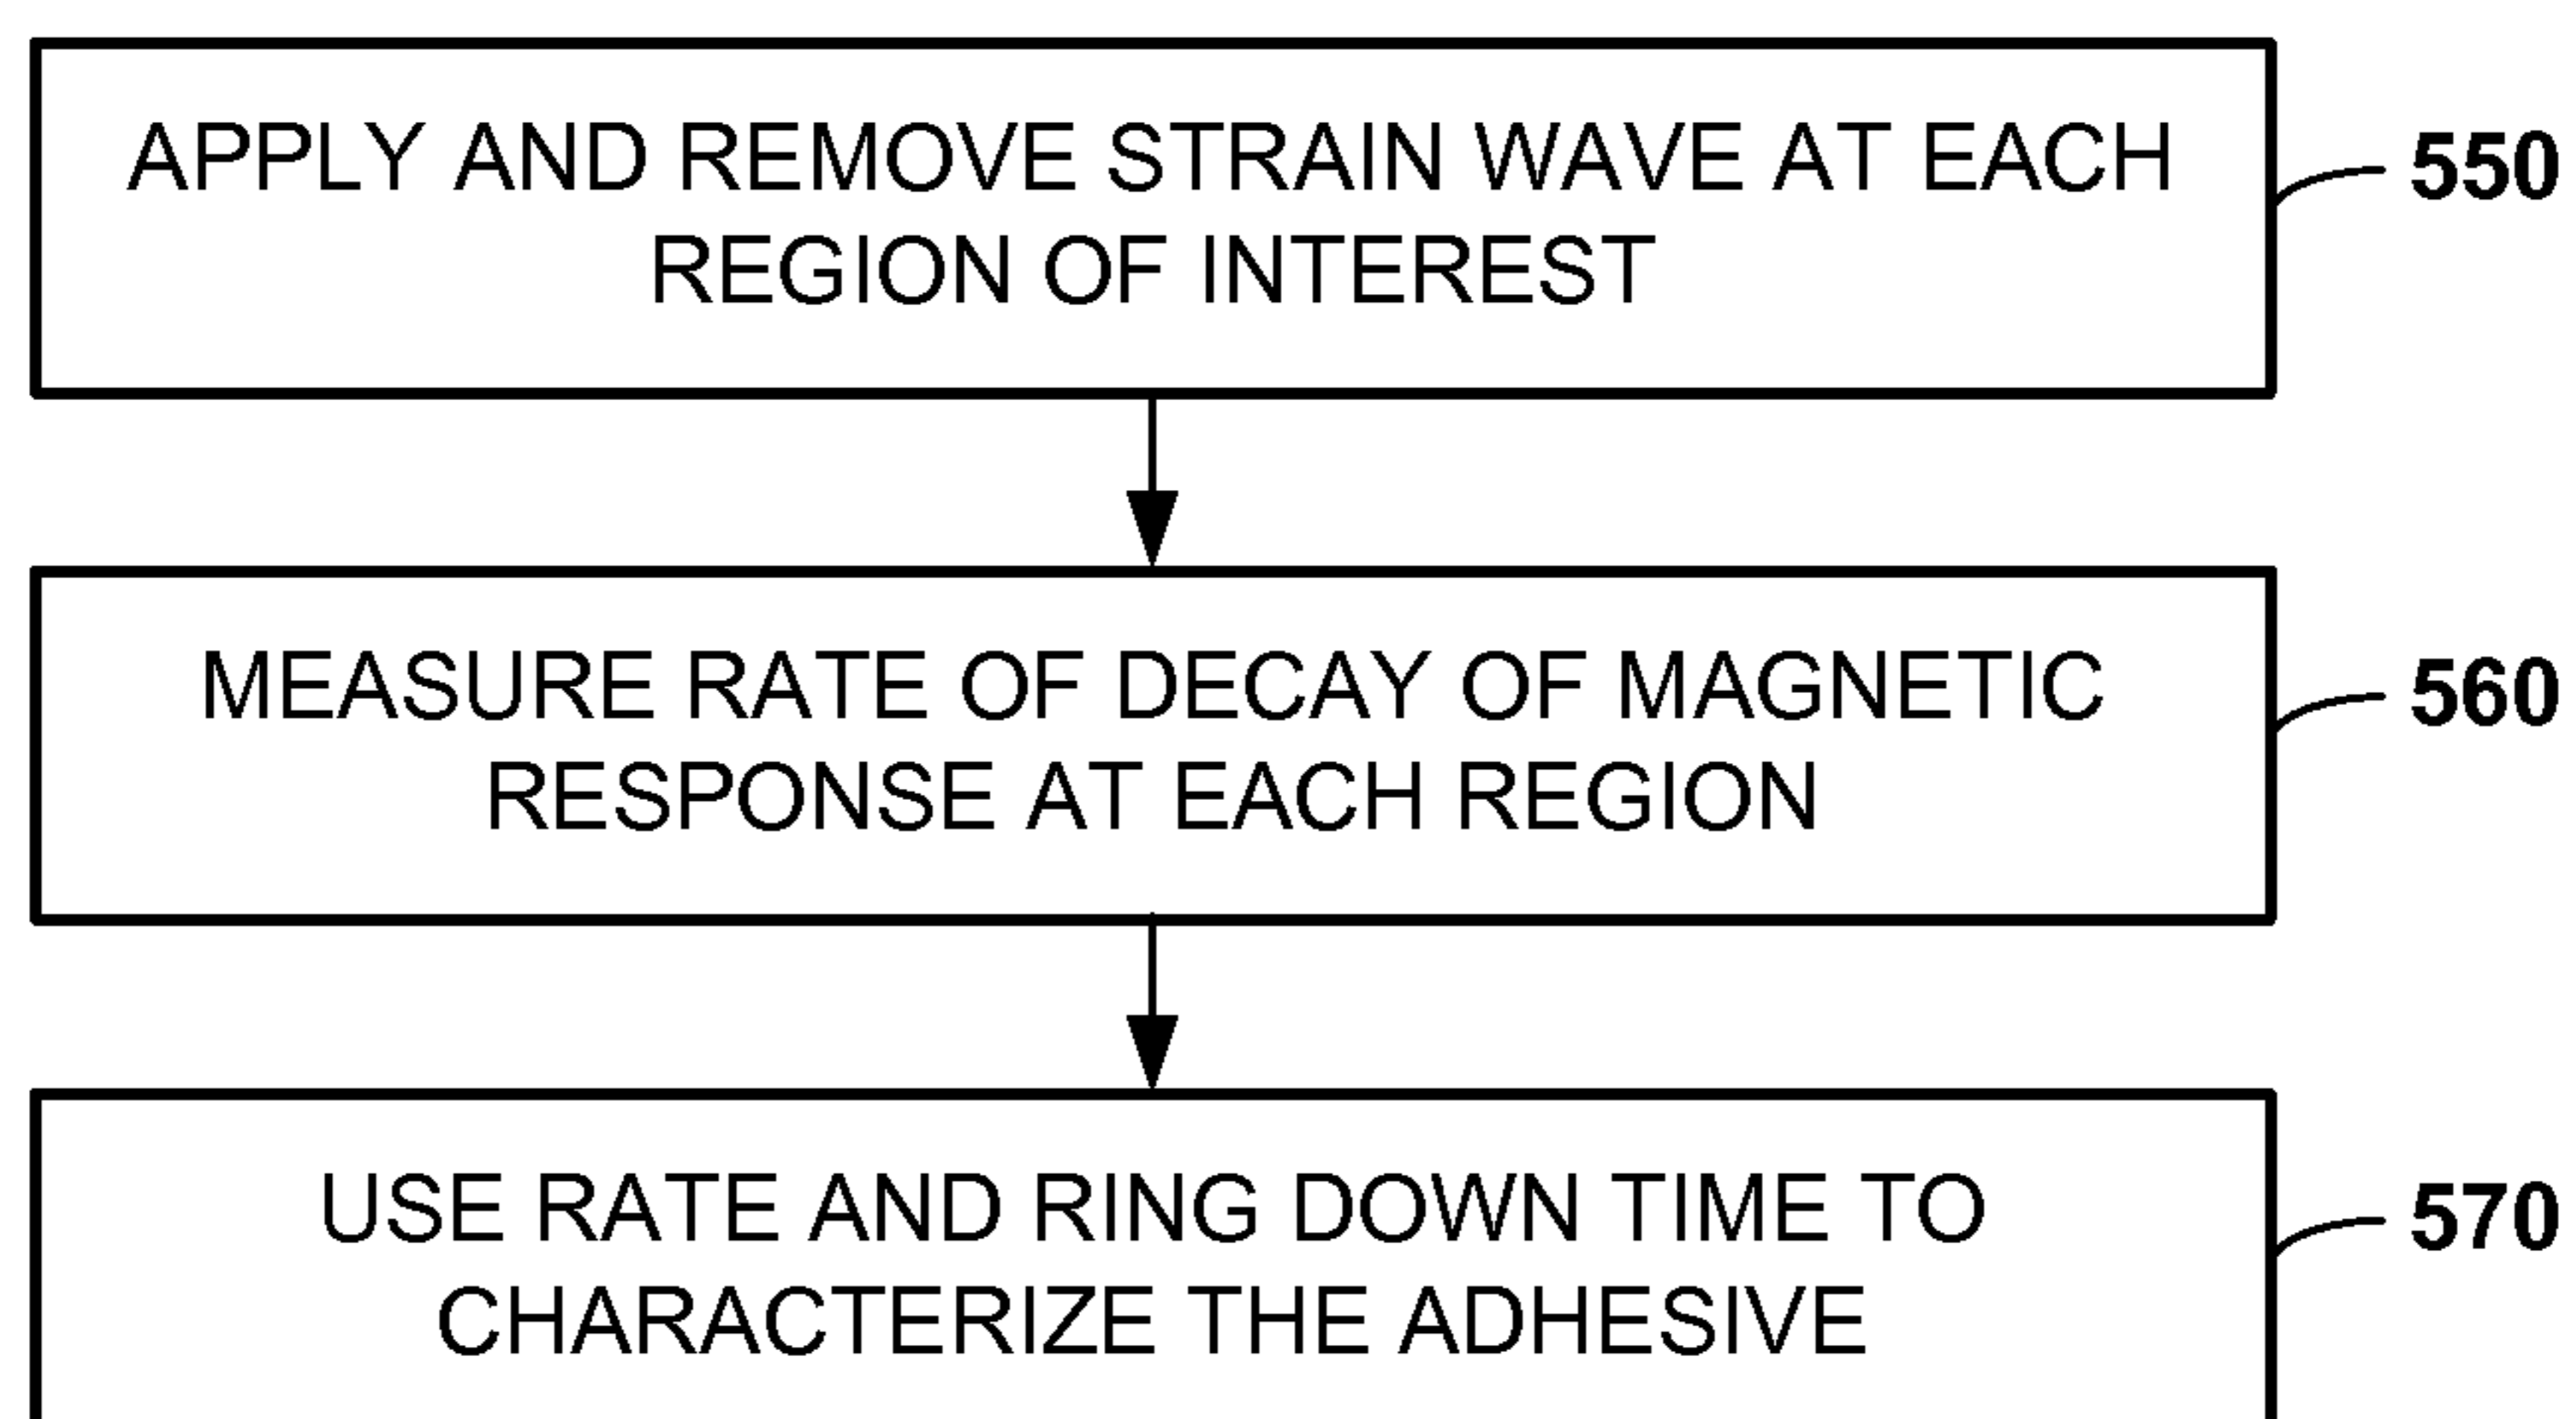 APPLY AND REMOVE STRAIN WAVE AT EACH
REGION OF INTEREST
550
MEASURE RATE OF DECAY OF MAGNETIC
RESPONSE AT EACH REGION
560
USE RATE AND RING DOWN TIME TO
CHARACTERIZE THE ADHESIVE
570